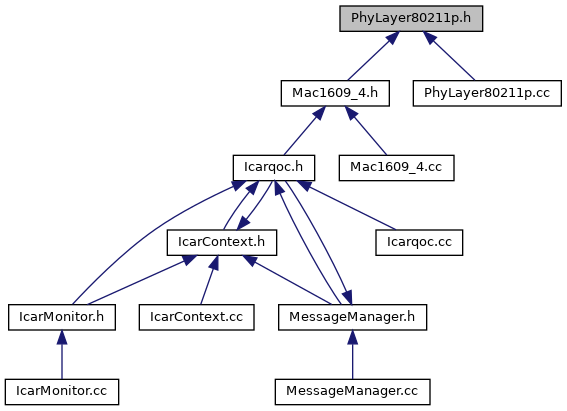 PhyLayer80211p.h
Mac1609_4.h
PhyLayer80211p.cc
Icarqoc.h
Mac1609_4.cc
IcarContext.h
Icarqoc.cc
IcarMonitor.h
IcarContext.cc
MessageManager.h
IcarMonitor.cc
MessageManager.cc